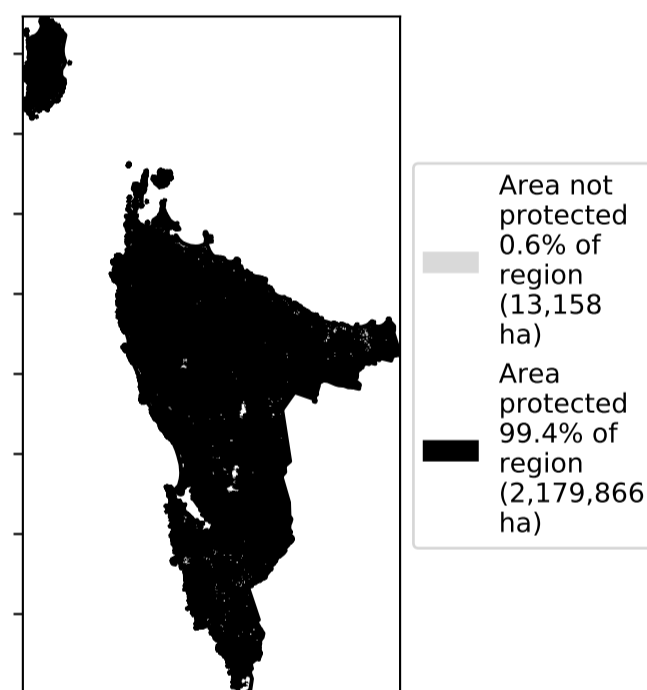 Area not
protected
0.6% of
region
(13,158
ha)
Area
protected
99.4% of
region
(2,179,866
ha)